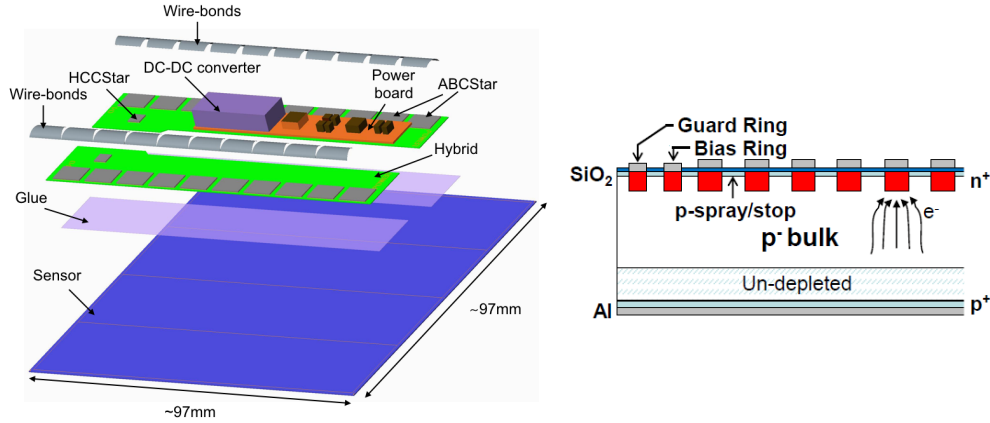 Wire-bonds
DC-DC converter
HCCStar
Power
board
ABCStar
Wire-bonds
Hybrid
Glue
Sensor
~97mm
~97mm
Guard Ring
Bias Ring
SiO₂
n⁺
p-spray/stop
e⁻
p⁻ bulk
Un-depleted
p⁺
Al